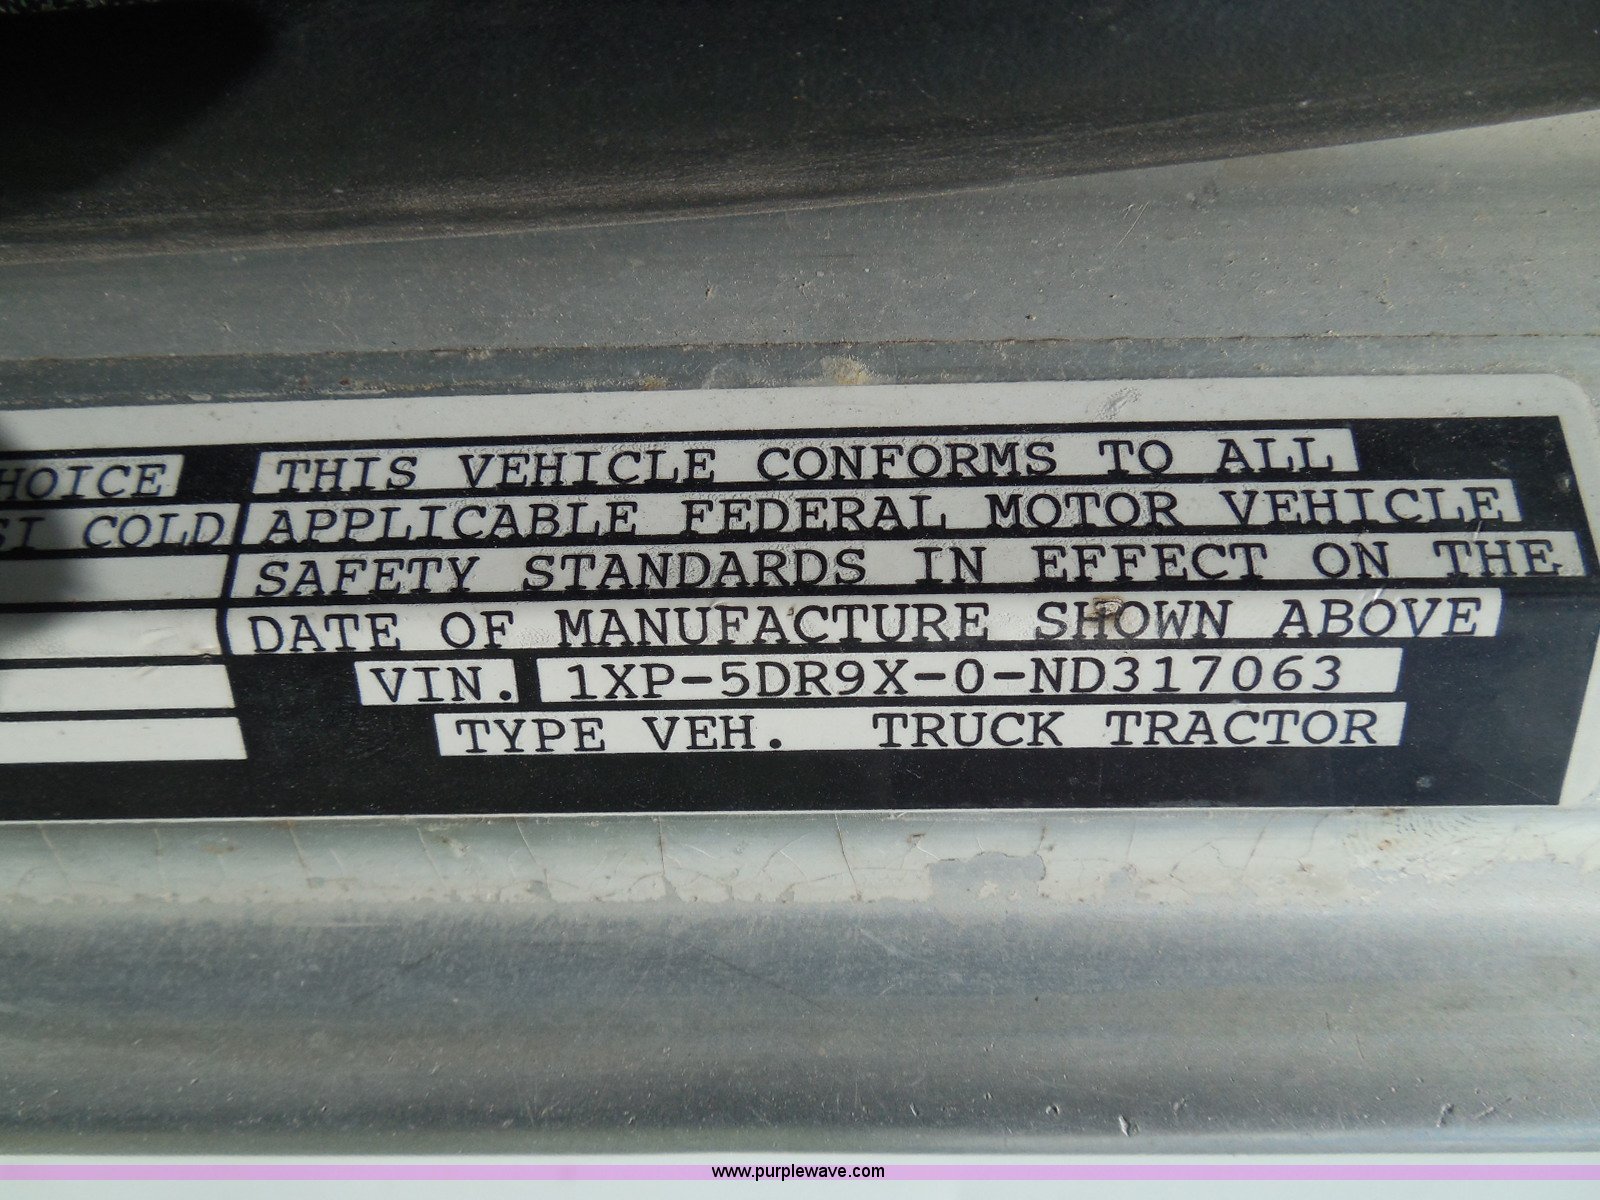 HOICE
SI COLD
THIS VEHICLE CONFORMS TO ALL
APPLICABLE FEDERAL MOTOR VEHICLE
SAFETY STANDARDS IN EFFECT ON THE
DATE OF MANUFACTURE SHOWN ABOVE
VIN. 1XP-5DR9X-0-ND317063
TYPE VEH. TRUCK TRACTOR
www.purplewave.com